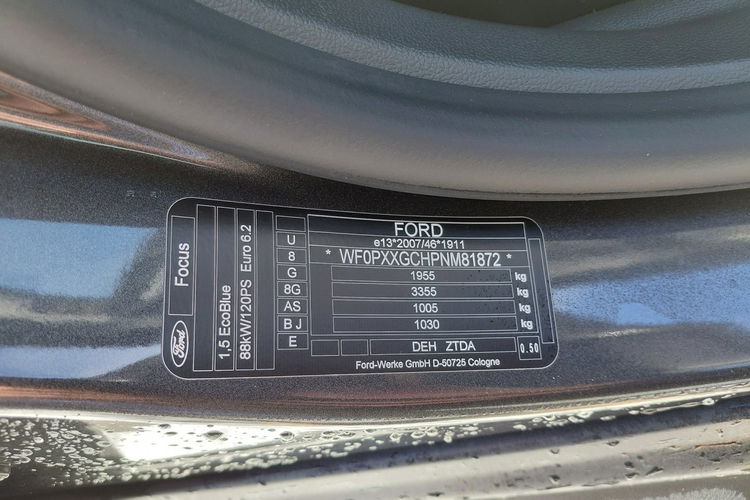 FORD
e13*2007/46*1911
* WF0PXXGCHPNM81872 *
1955 kg
3355 kg
1005 kg
1030 kg
DEH ZTDA 0.50
Ford-Werke GmbH D-50725 Cologne
U
8
G
8G
AS
B J
E
Focus
Ford
1,5 EcoBlue
88kW/120PS Euro 6.2